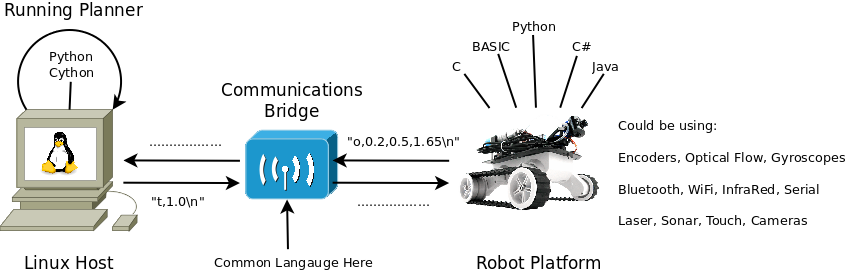 Running Planner
Python
Cython
Communications
Bridge
Python
BASIC
C#
C
Java
...................
"o,0.2,0.5,1.65\n"
"t,1.0\n"
...................
Could be using:
Encoders, Optical Flow, Gyroscopes
Bluetooth, WiFi, InfraRed, Serial
Laser, Sonar, Touch, Cameras
Linux Host
Common Langauge Here
Robot Platform